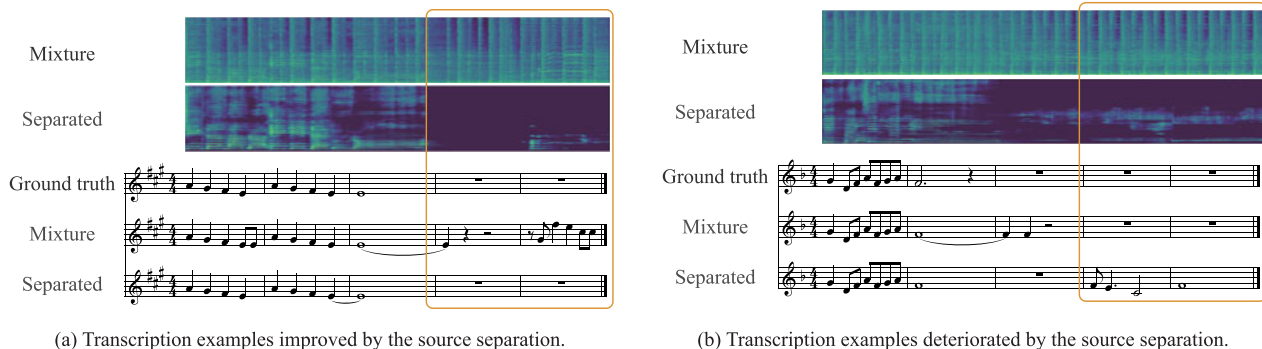 Mixture
Separated
Ground truth
Mixture
Separated
(a) Transcription examples improved by the source separation.
Mixture
Separated
Ground truth
Mixture
Separated
(b) Transcription examples deteriorated by the source separation.